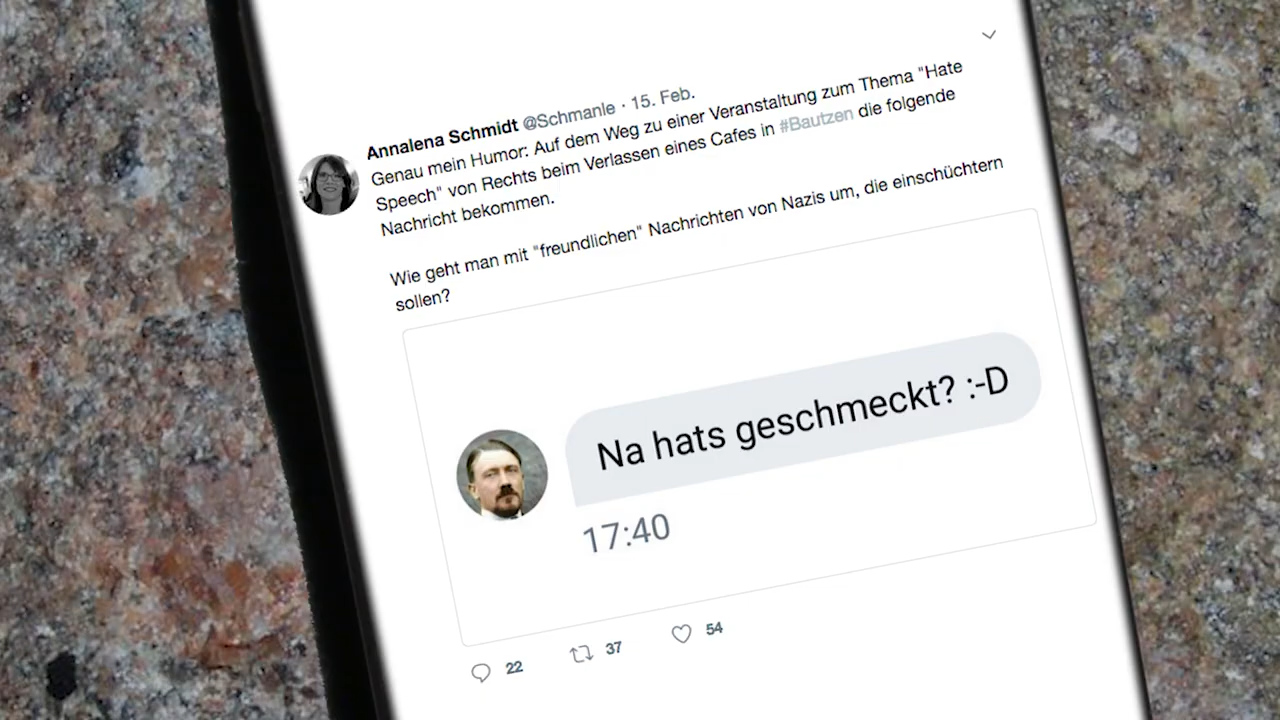 Annalena Schmidt @Schmanle · 15. Feb.
Genau mein Humor: Auf dem Weg zu einer Veranstaltung zum Thema "Hate
Speech" von Rechts beim Verlassen eines Cafes in #Bautzen die folgende
Nachricht bekommen.
Wie geht man mit "freundlichen" Nachrichten von Nazis um, die einschüchtern
sollen?
Na hats geschmeckt? :-D
17:40
22 37 54